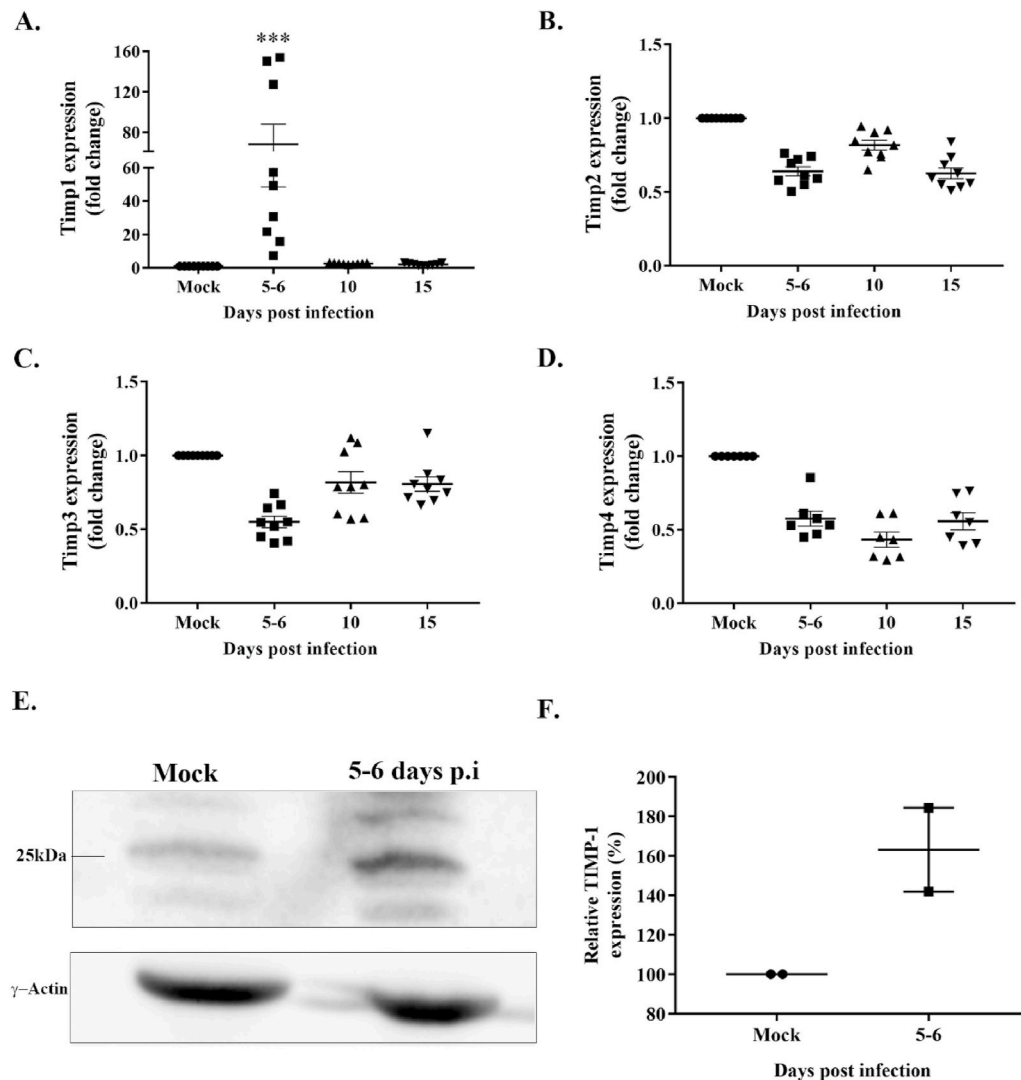 A.
***
Timp1 expression
(fold change)
160
120
80
60
40
20
0
Mock 5-6 10 15
Days post infection
B.
Timp2 expression
(fold change)
1.5
1.0
0.5
0.0
Mock 5-6 10 15
Days post infection
C.
Timp3 expression
(fold change)
1.5
1.0
0.5
0.0
Mock 5-6 10 15
Days post infection
D.
Timp4 expression
(fold change)
1.5
1.0
0.5
0.0
Mock 5-6 10 15
Days post infection
E.
Mock 5-6 days p.i
25kDa
γ–Actin
F.
Relative TIMP-1
expression (%)
200
180
160
140
120
100
80
Mock 5-6
Days post infection